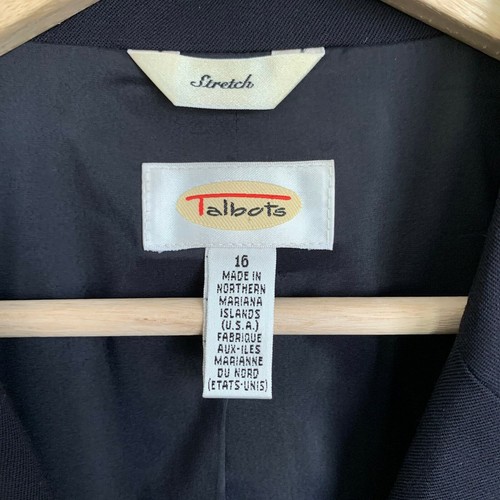 Stretch
Talbots
16
MADE IN
NORTHERN
MARIANA
ISLANDS
(U.S.A.)
FABRIQUE
AUX-ILES
MARIANNE
DU NORD
(ETATS-UNIS)